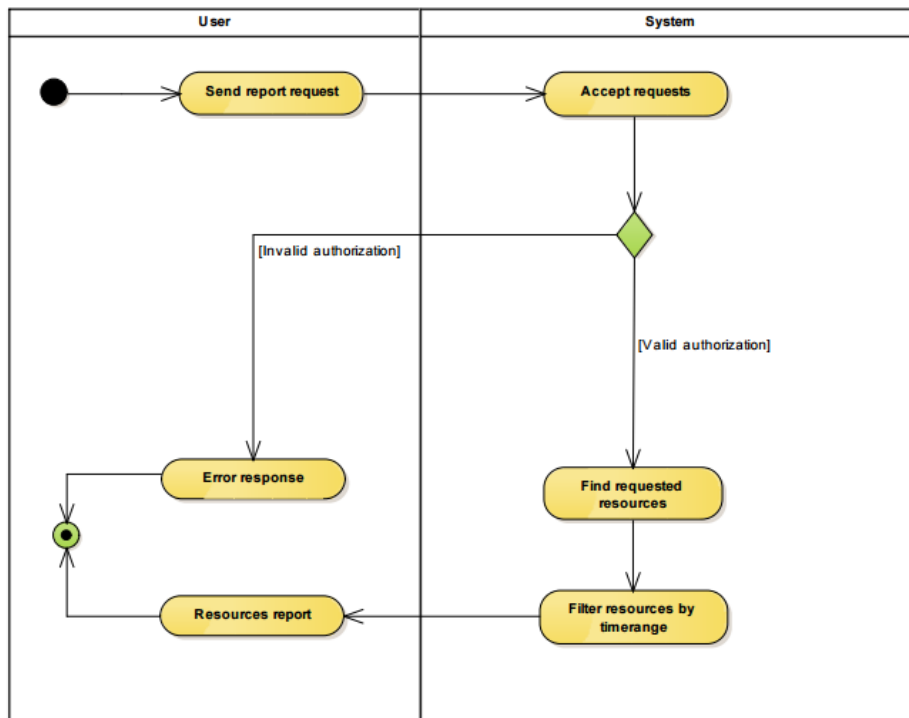 User
System
Send report request
Accept requests
[Invalid authorization]
[Valid authorization]
Error response
Find requested
resources
Resources report
Filter resources by
timerange